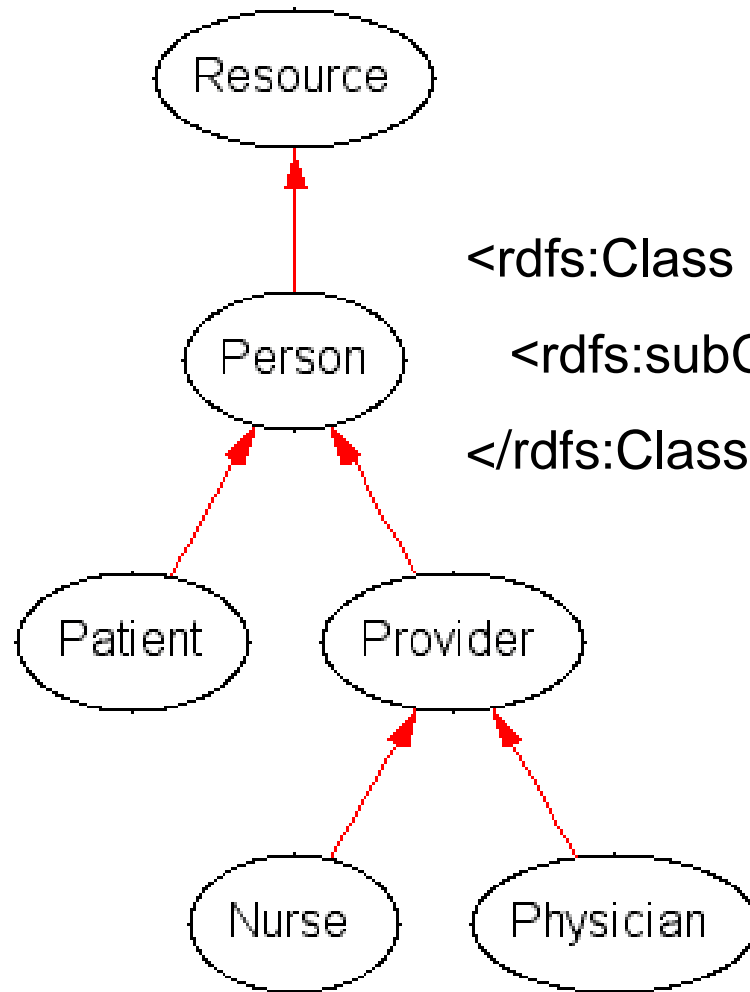 Resource
<rdfs:Class
Person
<rdfs:subC
</rdfs:Class
Patient
Provider
Nurse
Physician